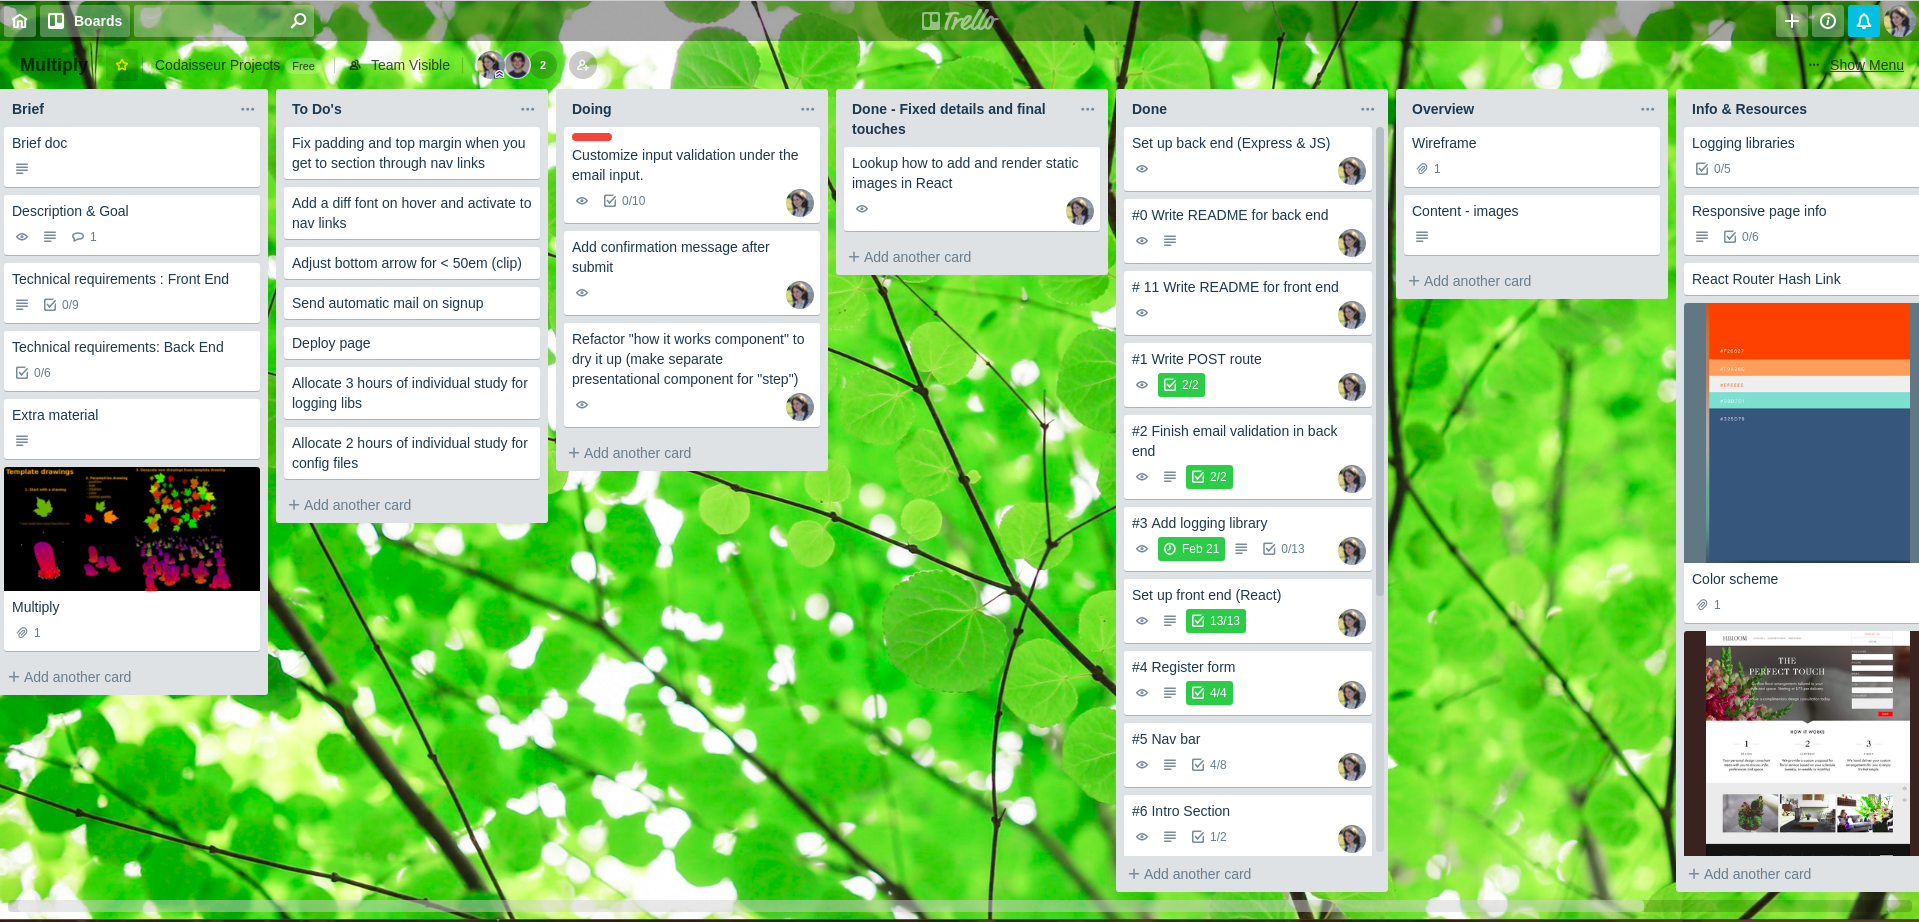 Boards
Trello
Multiply
Codaisseur Projects Free
Team Visible
2
Show Menu
Brief
Brief doc
Description & Goal
1
Technical requirements : Front End
0/9
Technical requirements: Back End
0/6
Extra material
Template drawings
Multiply
1
+ Add another card
To Do's
Fix padding and top margin when you
get to section through nav links
Add a diff font on hover and activate to
nav links
Adjust bottom arrow for < 50em (clip)
Send automatic mail on signup
Deploy page
Allocate 3 hours of individual study for
logging libs
Allocate 2 hours of individual study for
config files
+ Add another card
Doing
Customize input validation under the
email input.
0/10
Add confirmation message after
submit
Refactor "how it works component" to
dry it up (make separate
presentational component for "step")
+ Add another card
Done - Fixed details and final
touches
Lookup how to add and render static
images in React
+ Add another card
Done
Set up back end (Express & JS)
#0 Write README for back end
# 11 Write README for front end
#1 Write POST route
2/2
#2 Finish email validation in back
end
2/2
#3 Add logging library
Feb 21 0/13
Set up front end (React)
13/13
#4 Register form
4/4
#5 Nav bar
4/8
#6 Intro Section
1/2
+ Add another card
Overview
Wireframe
1
Content - images
+ Add another card
Info & Resources
Logging libraries
0/5
Responsive page info
0/6
React Router Hash Link
Color scheme
1
THE
PERFECT TOUCH
HOW IT WORKS
1 2 3
+ Add another card